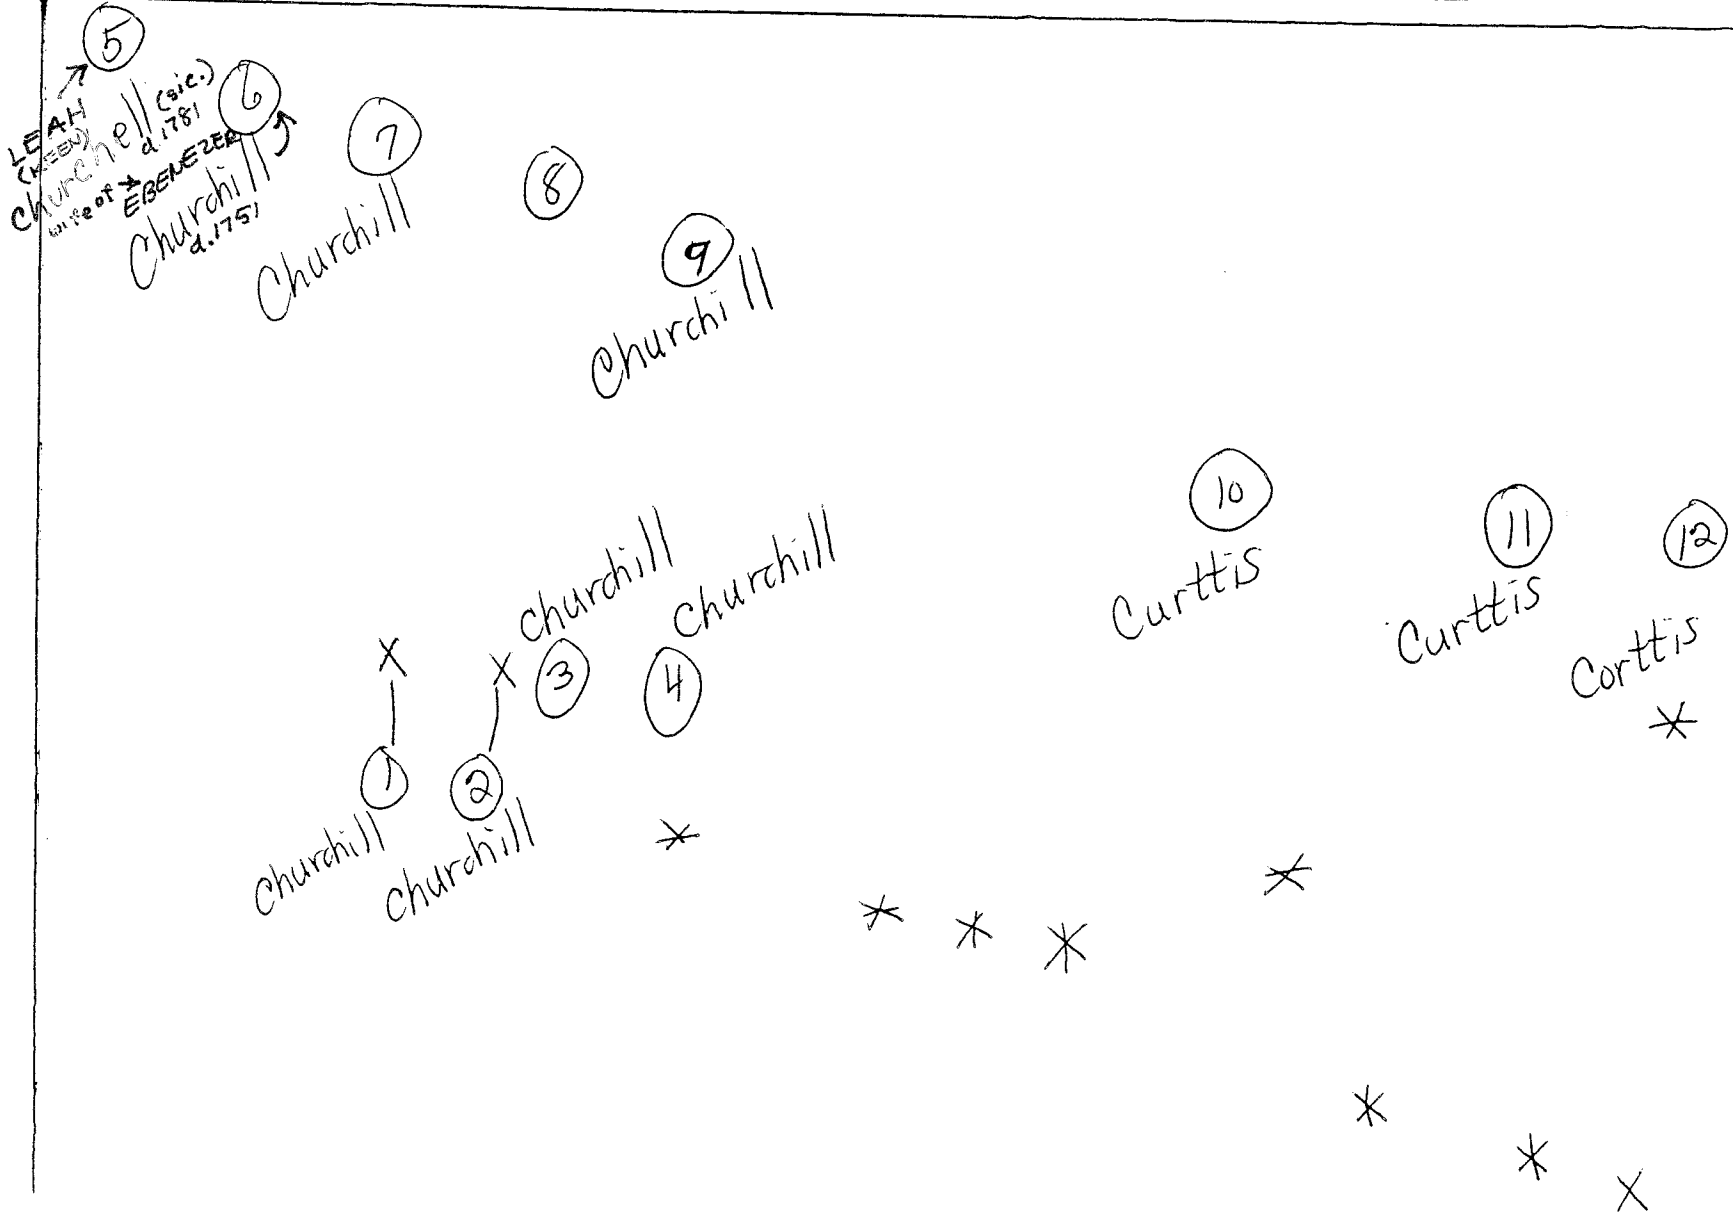 5
LEAH
(KEEN)
Churchell (sic.)
d.1781
wife of
6
EBENEZER
Churchill
d.1751
7
Churchill
8
9
Churchill
10
Curttis
11
Curttis
12
Corttis
*
X
X
Churchill
3
Churchill
4
1
Churchill
2
Churchill
*
*
*
*
*
*
*
X